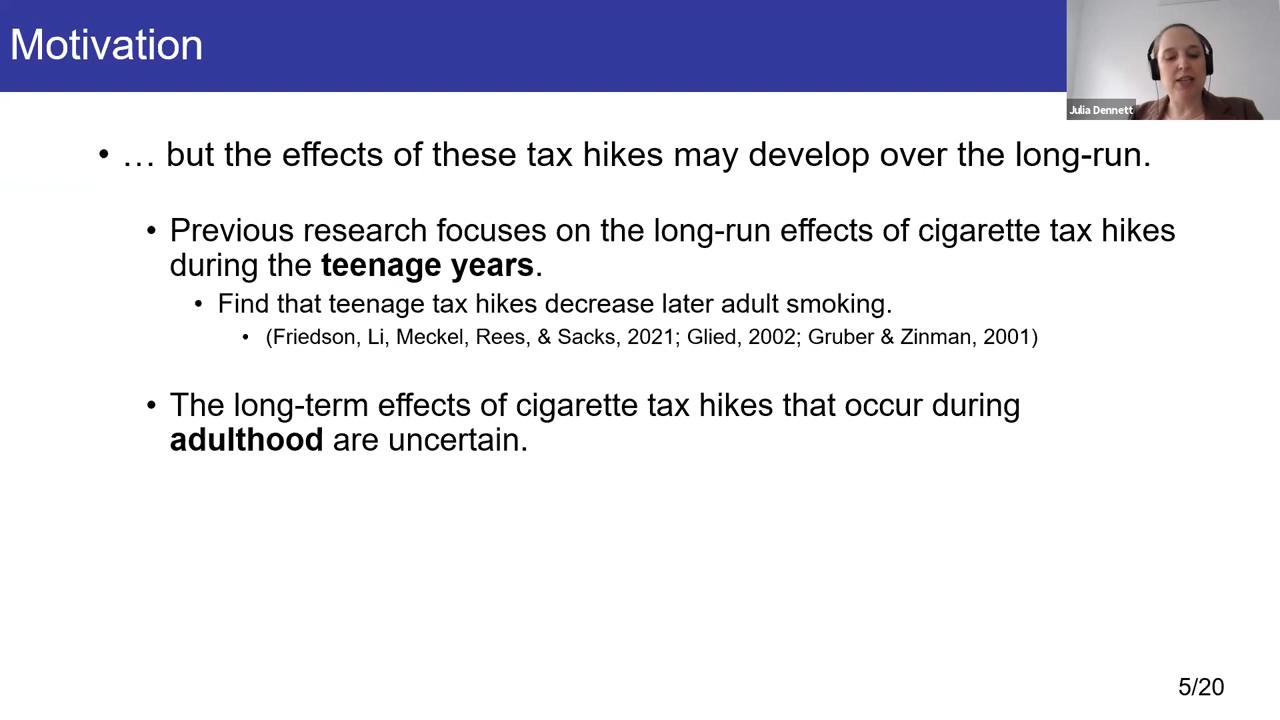 Motivation
Julia Dennett
• … but the effects of these tax hikes may develop over the long-run.
• Previous research focuses on the long-run effects of cigarette tax hikes
during the teenage years.
• Find that teenage tax hikes decrease later adult smoking.
• (Friedson, Li, Meckel, Rees, & Sacks, 2021; Glied, 2002; Gruber & Zinman, 2001)
• The long-term effects of cigarette tax hikes that occur during
adulthood are uncertain.
5/20